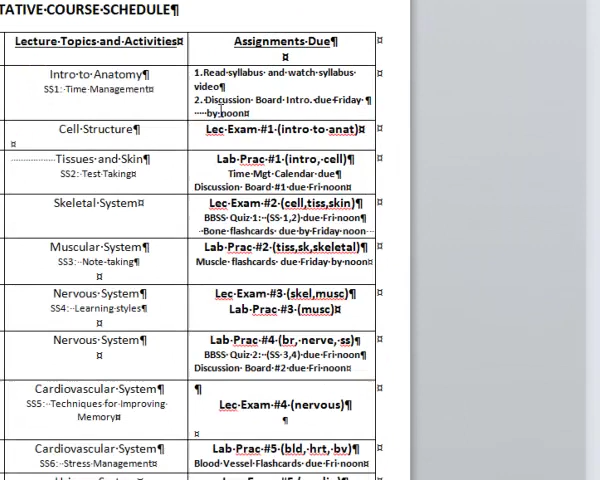 TATIVE·COURSE·SCHEDULE¶
Lecture·Topics·and·Activities¤
Assignments·Due¶
¤
Intro·to·Anatomy¶
SS1:·Time·Management¤
1.Read·syllabus· and·watch·syllabus·
video¶
2.·Discussion· Board·Intro.·due·Friday·¶
·····by·noon¤
Cell·Structure¶
¤
Lec·Exam·#1·(intro·to·anat)¤
Tissues·and·Skin¶
SS2:·Test·Taking¤
Lab·Prac·#1·(intro,·cell)¶
Time·Mgt·Calendar·due¶
Discussion·Board·#1·due·Fri·noon¤
Skeletal·System¤
Lec·Exam·#2·(cell,tiss,skin)¶
BBSS·Quiz·1:··(SS·1,2)·due·Fri·noon¶
··Bone·flashcards··due·by·Friday·noon
Muscular·System¶
SS3:··Note-taking¶
¤
Lab·Prac·#2·(tiss,sk,skeletal)¶
Muscle·flashcards··due·Friday·by·noon¤
Nervous·System¶
SS4:··Learning·styles¶
¤
Lec·Exam·#3·(skel,musc)¶
Lab·Prac·#3·(musc)¤
Nervous·System¶
¤
Lab·Prac·#4·(br,·nerve,·ss)¶
BBSS·Quiz·2:··(SS·3,4)·due·Fri·noon¶
Discussion·Board·#2·due·Fri·noon¤
Cardiovascular·System¶
SS5:··Techniques·for·Improving·
Memory¤
¶
Lec·Exam·#4·(nervous)¶
¶
¤
Cardiovascular·System¶
SS6:··Stress·Management¤
Lab·Prac·#5·(bld,·hrt,·bv)¶
Blood·Vessel·Flashcards··due·Fri·noon¤